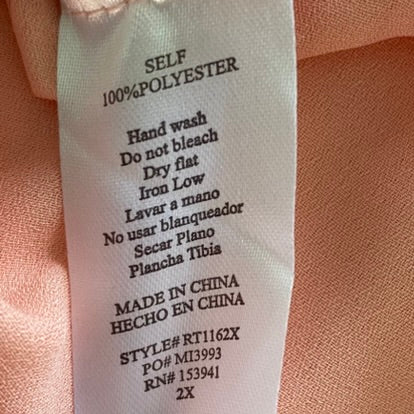 SELF
100%POLYESTER
Hand wash
Do not bleach
Dry flat
Iron Low
Lavar a mano
No usar blanqueador
Secar Plano
Plancha Tibia
MADE IN CHINA
HECHO EN CHINA
STYLE# RT1162X
PO# MI3993
RN# 153941
2X